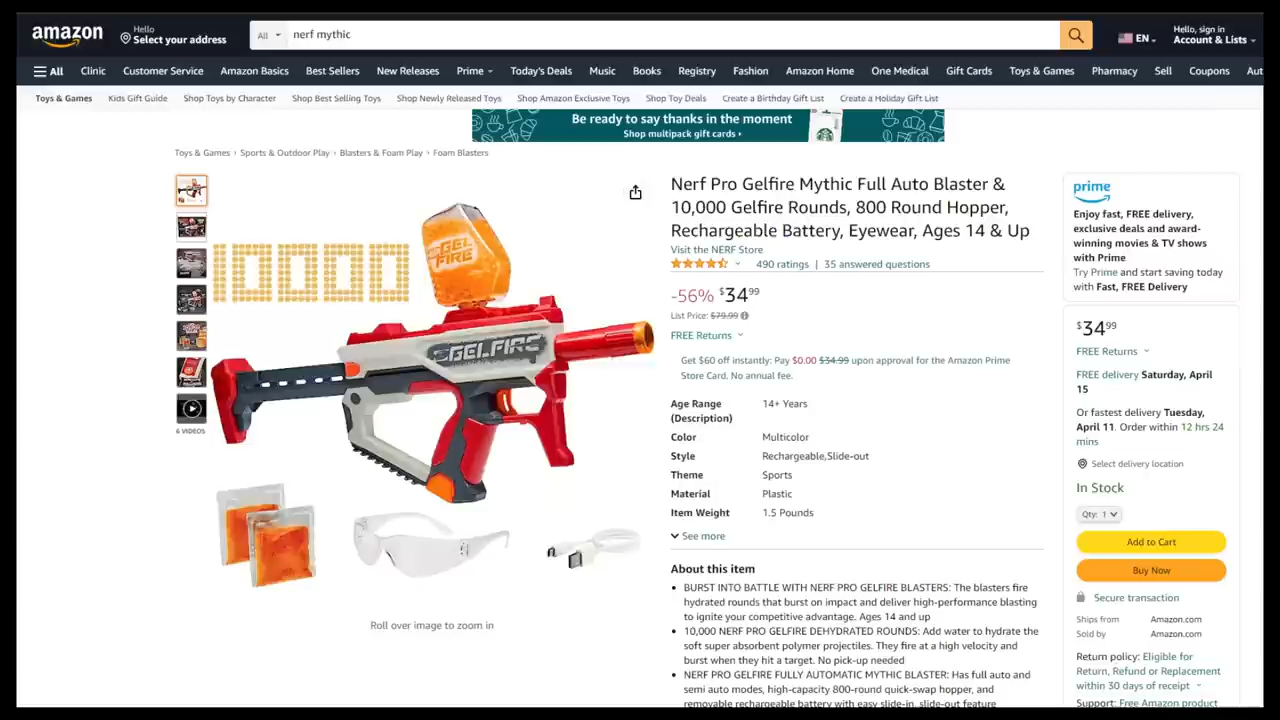 amazon
Hello
Select your address
All
nerf mythic
EN
Hello, sign in
Account & Lists
All
Clinic
Customer Service
Amazon Basics
Best Sellers
New Releases
Prime
Today's Deals
Music
Books
Registry
Fashion
Amazon Home
One Medical
Gift Cards
Toys & Games
Pharmacy
Sell
Coupons
Aut
Toys & Games
Kids Gift Guide
Shop Toys by Character
Shop Best Selling Toys
Shop Newly Released Toys
Shop Amazon Exclusive Toys
Shop Toy Deals
Create a Birthday Gift List
Create a Holiday Gift List
Be ready to say thanks in the moment
Shop multipack gift cards ›
Toys & Games › Sports & Outdoor Play › Blasters & Foam Play › Foam Blasters
10000
GEL
FIRE
GELFIRE
6 VIDEOS
Roll over image to zoom in
Nerf Pro Gelfire Mythic Full Auto Blaster &
10,000 Gelfire Rounds, 800 Round Hopper,
Rechargeable Battery, Eyewear, Ages 14 & Up
Visit the NERF Store
490 ratings | 35 answered questions
-56% $34 99
List Price: $79.99
FREE Returns
Get $60 off instantly: Pay $0.00 $34.99 upon approval for the Amazon Prime
Store Card. No annual fee.
Age Range
(Description)
14+ Years
Color Multicolor
Style Rechargeable,Slide-out
Theme Sports
Material Plastic
Item Weight 1.5 Pounds
See more
About this item
• BURST INTO BATTLE WITH NERF PRO GELFIRE BLASTERS: The blasters fire
hydrated rounds that burst on impact and deliver high-performance blasting
to ignite your competitive advantage. Ages 14 and up
• 10,000 NERF PRO GELFIRE DEHYDRATED ROUNDS: Add water to hydrate the
soft super absorbent polymer projectiles. They fire at a high velocity and
burst when they hit a target. No pick-up needed
• NERF PRO GELFIRE FULLY AUTOMATIC MYTHIC BLASTER: Has full auto and
semi auto modes, high-capacity 800-round quick-swap hopper, and
removable rechargeable battery with easy slide-in, slide-out feature
prime
Enjoy fast, FREE delivery,
exclusive deals and award-
winning movies & TV shows
with Prime
Try Prime and start saving today
with Fast, FREE Delivery
$34 99
FREE Returns
FREE delivery Saturday, April
15
Or fastest delivery Tuesday,
April 11. Order within 12 hrs 24
mins
Select delivery location
In Stock
Qty: 1
Add to Cart
Buy Now
Secure transaction
Ships from Amazon.com
Sold by Amazon.com
Return policy: Eligible for
Return, Refund or Replacement
within 30 days of receipt
Support: Free Amazon product